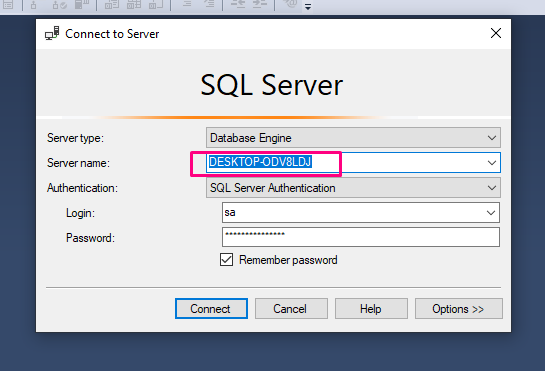 Connect to Server
SQL Server
Server type: Database Engine
Server name: DESKTOP-ODV8LDJ
Authentication: SQL Server Authentication
Login: sa
Password: ***************
Remember password
Connect Cancel Help Options >>